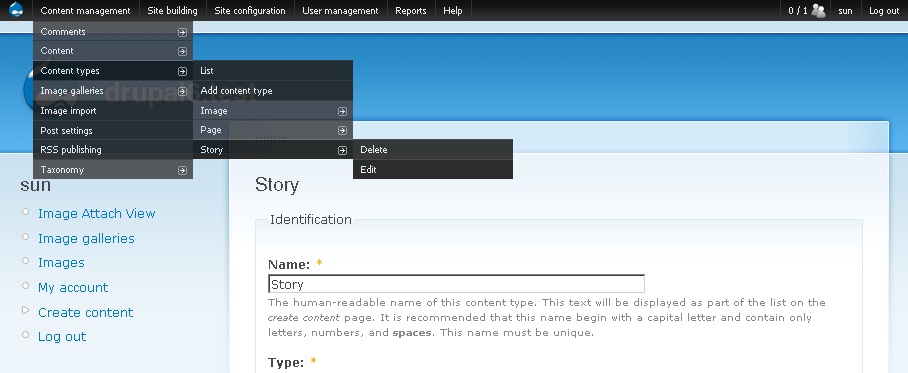 Content management Site building Site configuration User management Reports Help 0 / 1 sun Log out
Comments
Content
Content types List
Image galleries Add content type
Image import Image
Post settings Page
RSS publishing Story Delete
Taxonomy Edit
Home
sun
Image Attach View
Image galleries
Images
My account
Create content
Log out
Story
Identification
Name: *
Story
The human-readable name of this content type. This text will be displayed as part of the list on the
create content page. It is recommended that this name begin with a capital letter and contain only
letters, numbers, and spaces. This name must be unique.
Type: *